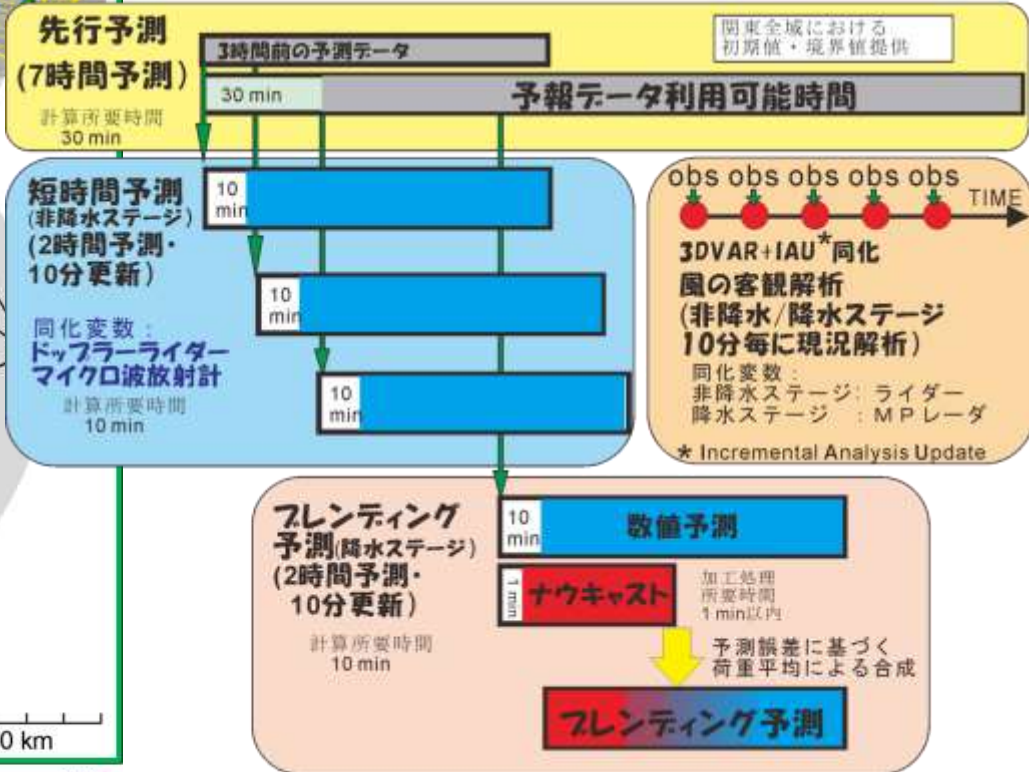 先行予測
(7時間予測)
計算所要時間
30 min
3時間前の予測データ
関東全域における
初期値・境界値提供
30 min
予報データ利用可能時間
短時間予測
(非降水ステージ)
(2時間予測・
10分更新)
同化変数：
ドップラーライダー
マイクロ波放射計
計算所要時間
10 min
10
min
10
min
10
min
obs obs obs obs obs
TIME
3DVAR+IAU*同化
風の客観解析
(非降水/降水ステージ
10分毎に現況解析)
同化変数：
非降水ステージ: ライダー
降水ステージ : MPレーダ
* Incremental Analysis Update
ブレンディング
予測(降水ステージ)
(2時間予測・
10分更新)
計算所要時間
10 min
10
min
数値予測
1 min
ナウキャスト
加工処理
所要時間
1 min以内
予測誤差に基づく
荷重平均による合成
ブレンディング予測
0 km